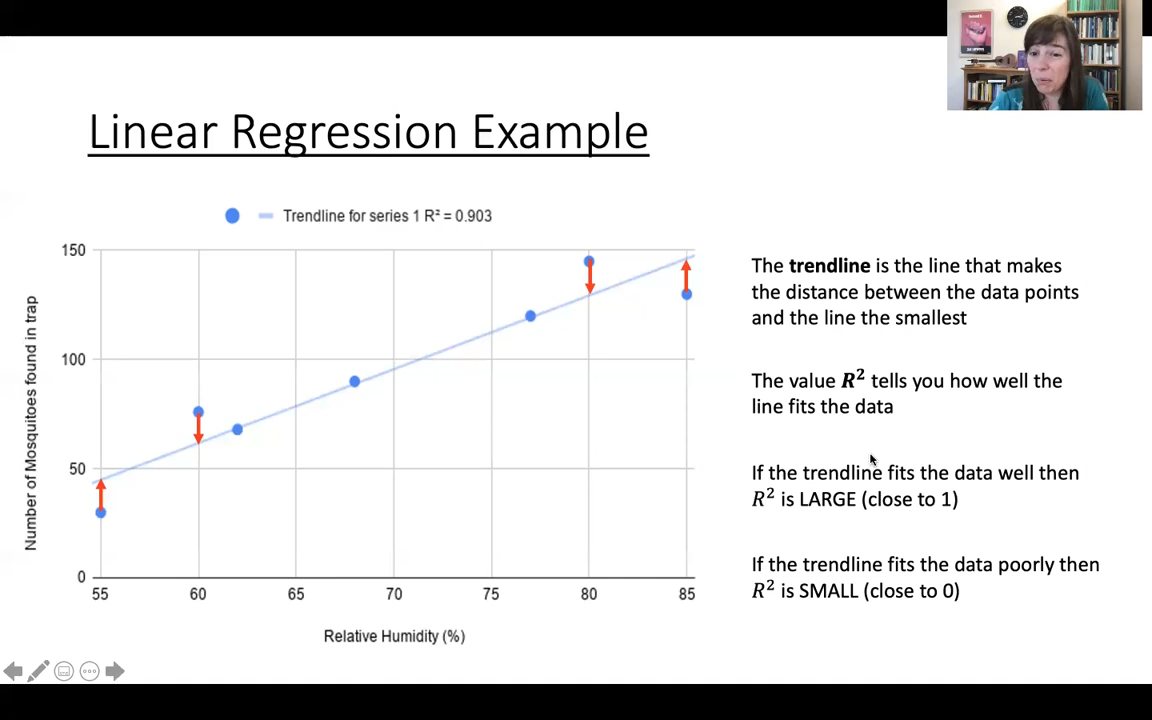 Linear Regression Example
Trendline for series 1 R² = 0.903
150
100
50
0
55 60 65 70 75 80 85
Number of Mosquitoes found in trap
Relative Humidity (%)
The trendline is the line that makes
the distance between the data points
and the line the smallest
The value R² tells you how well the
line fits the data
If the trendline fits the data well then
R² is LARGE (close to 1)
If the trendline fits the data poorly then
R² is SMALL (close to 0)